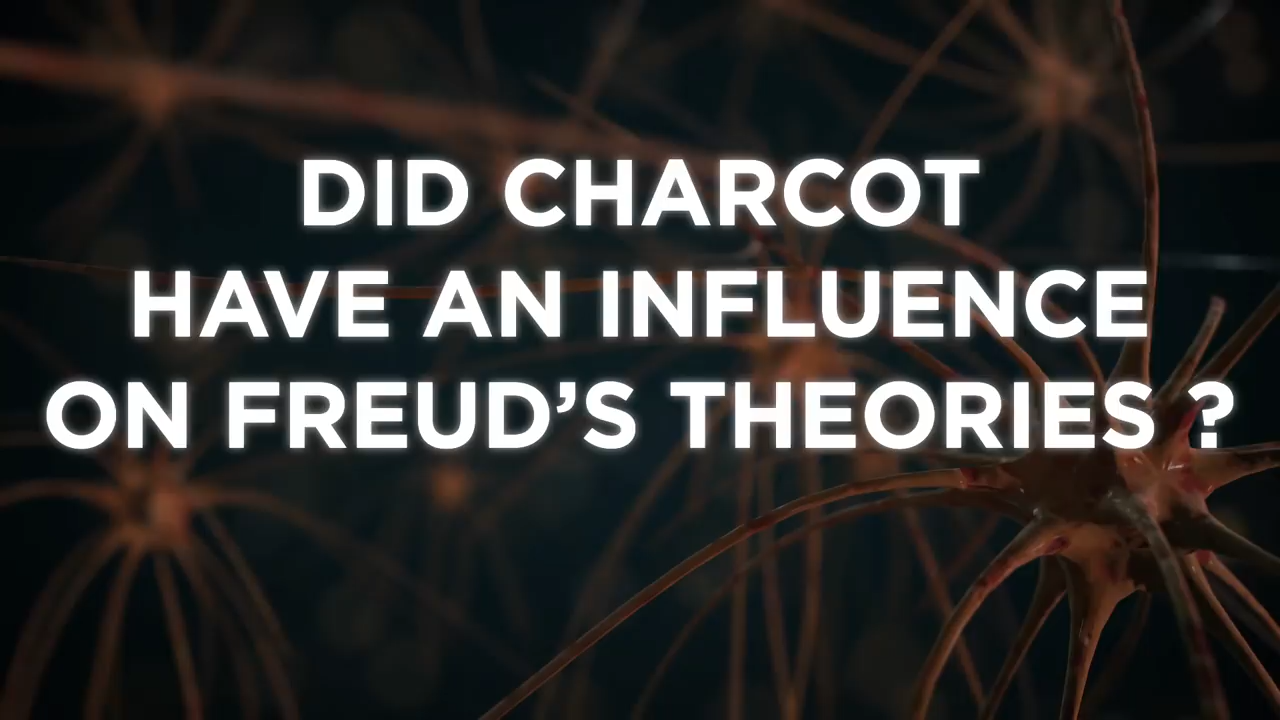 DID CHARCOT
HAVE AN INFLUENCE
ON FREUD’S THEORIES ?